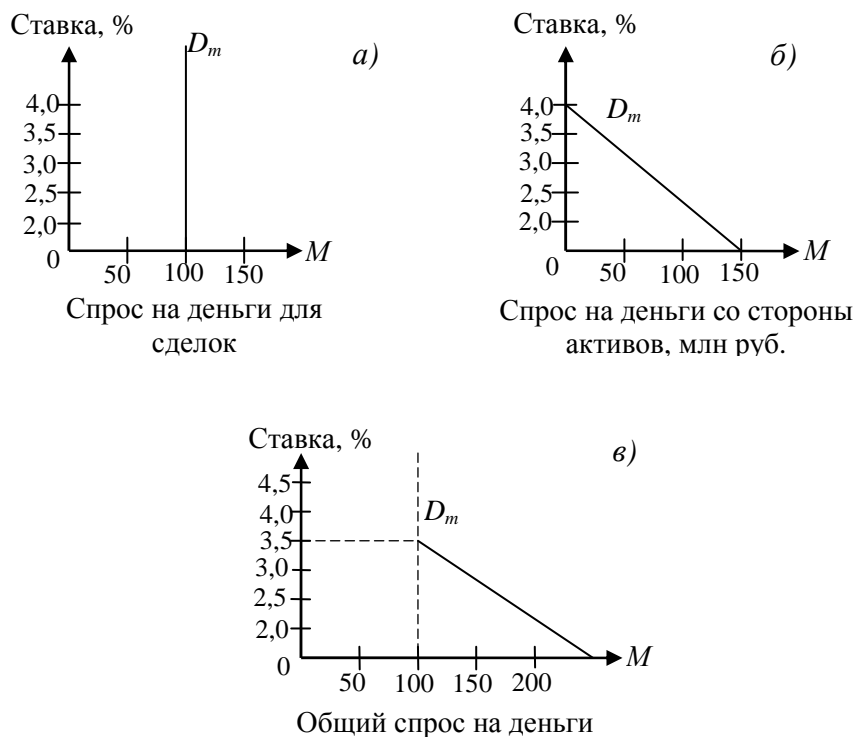 Ставка, %
D_m
а)
4,0
3,5
3,0
2,5
2,0
0
50 100 150
M
Спрос на деньги для
сделок
Ставка, %
б)
4,0
D_m
3,5
3,0
2,5
2,0
0
50 100 150
M
Спрос на деньги со стороны
активов, млн руб.
Ставка, %
в)
4,5
4,0
D_m
3,5
3,0
2,5
2,0
0
50 100 150 200
M
Общий спрос на деньги